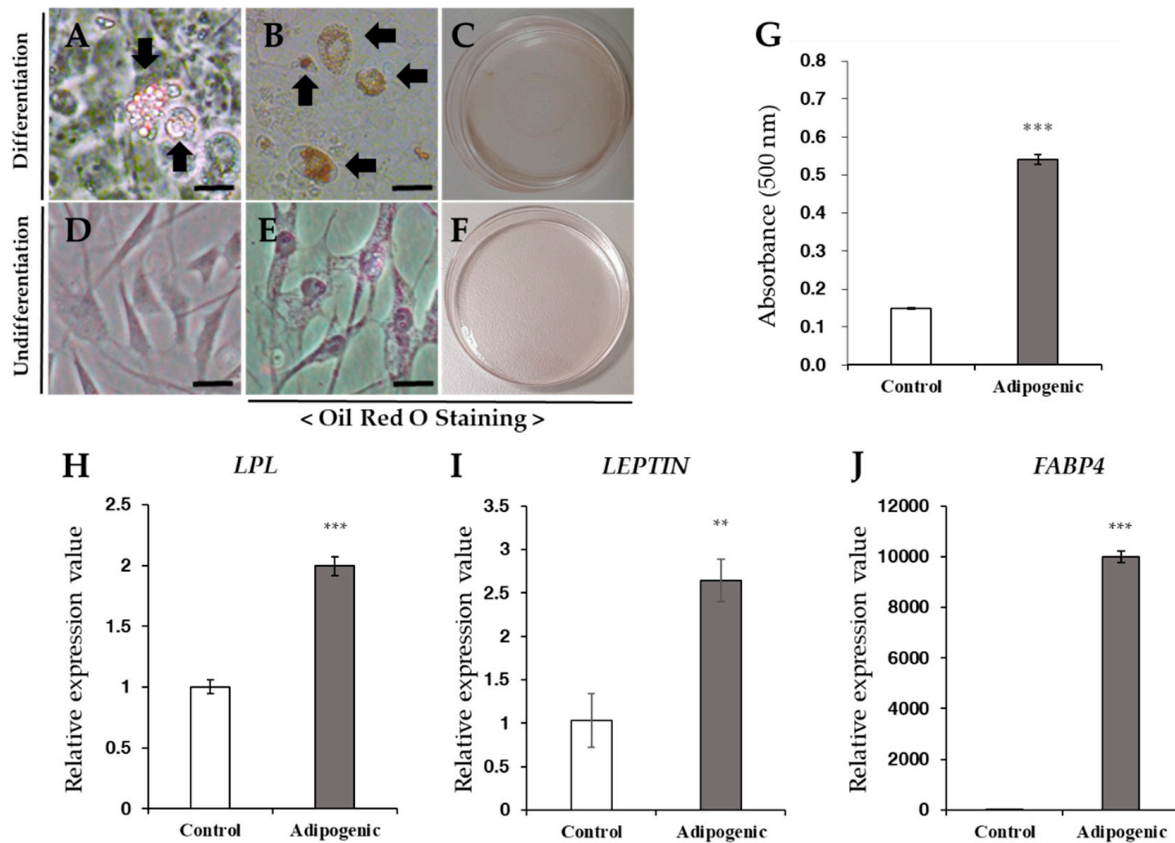 Differentiation
A
B
C
Undifferentiation
D
E
F
< Oil Red O Staining >
G
Absorbance (500 nm)
0.8
0.7
0.6
0.5
0.4
0.3
0.2
0.1
0.0
***
Control
Adipogenic
H
LPL
Relative expression value
2.5
2
1.5
1
0.5
0
***
Control
Adipogenic
I
LEPTIN
Relative expression value
3.5
3
2.5
2
1.5
1
0.5
0
**
Control
Adipogenic
J
FABP4
Relative expression value
12000
10000
8000
6000
4000
2000
0
***
Control
Adipogenic